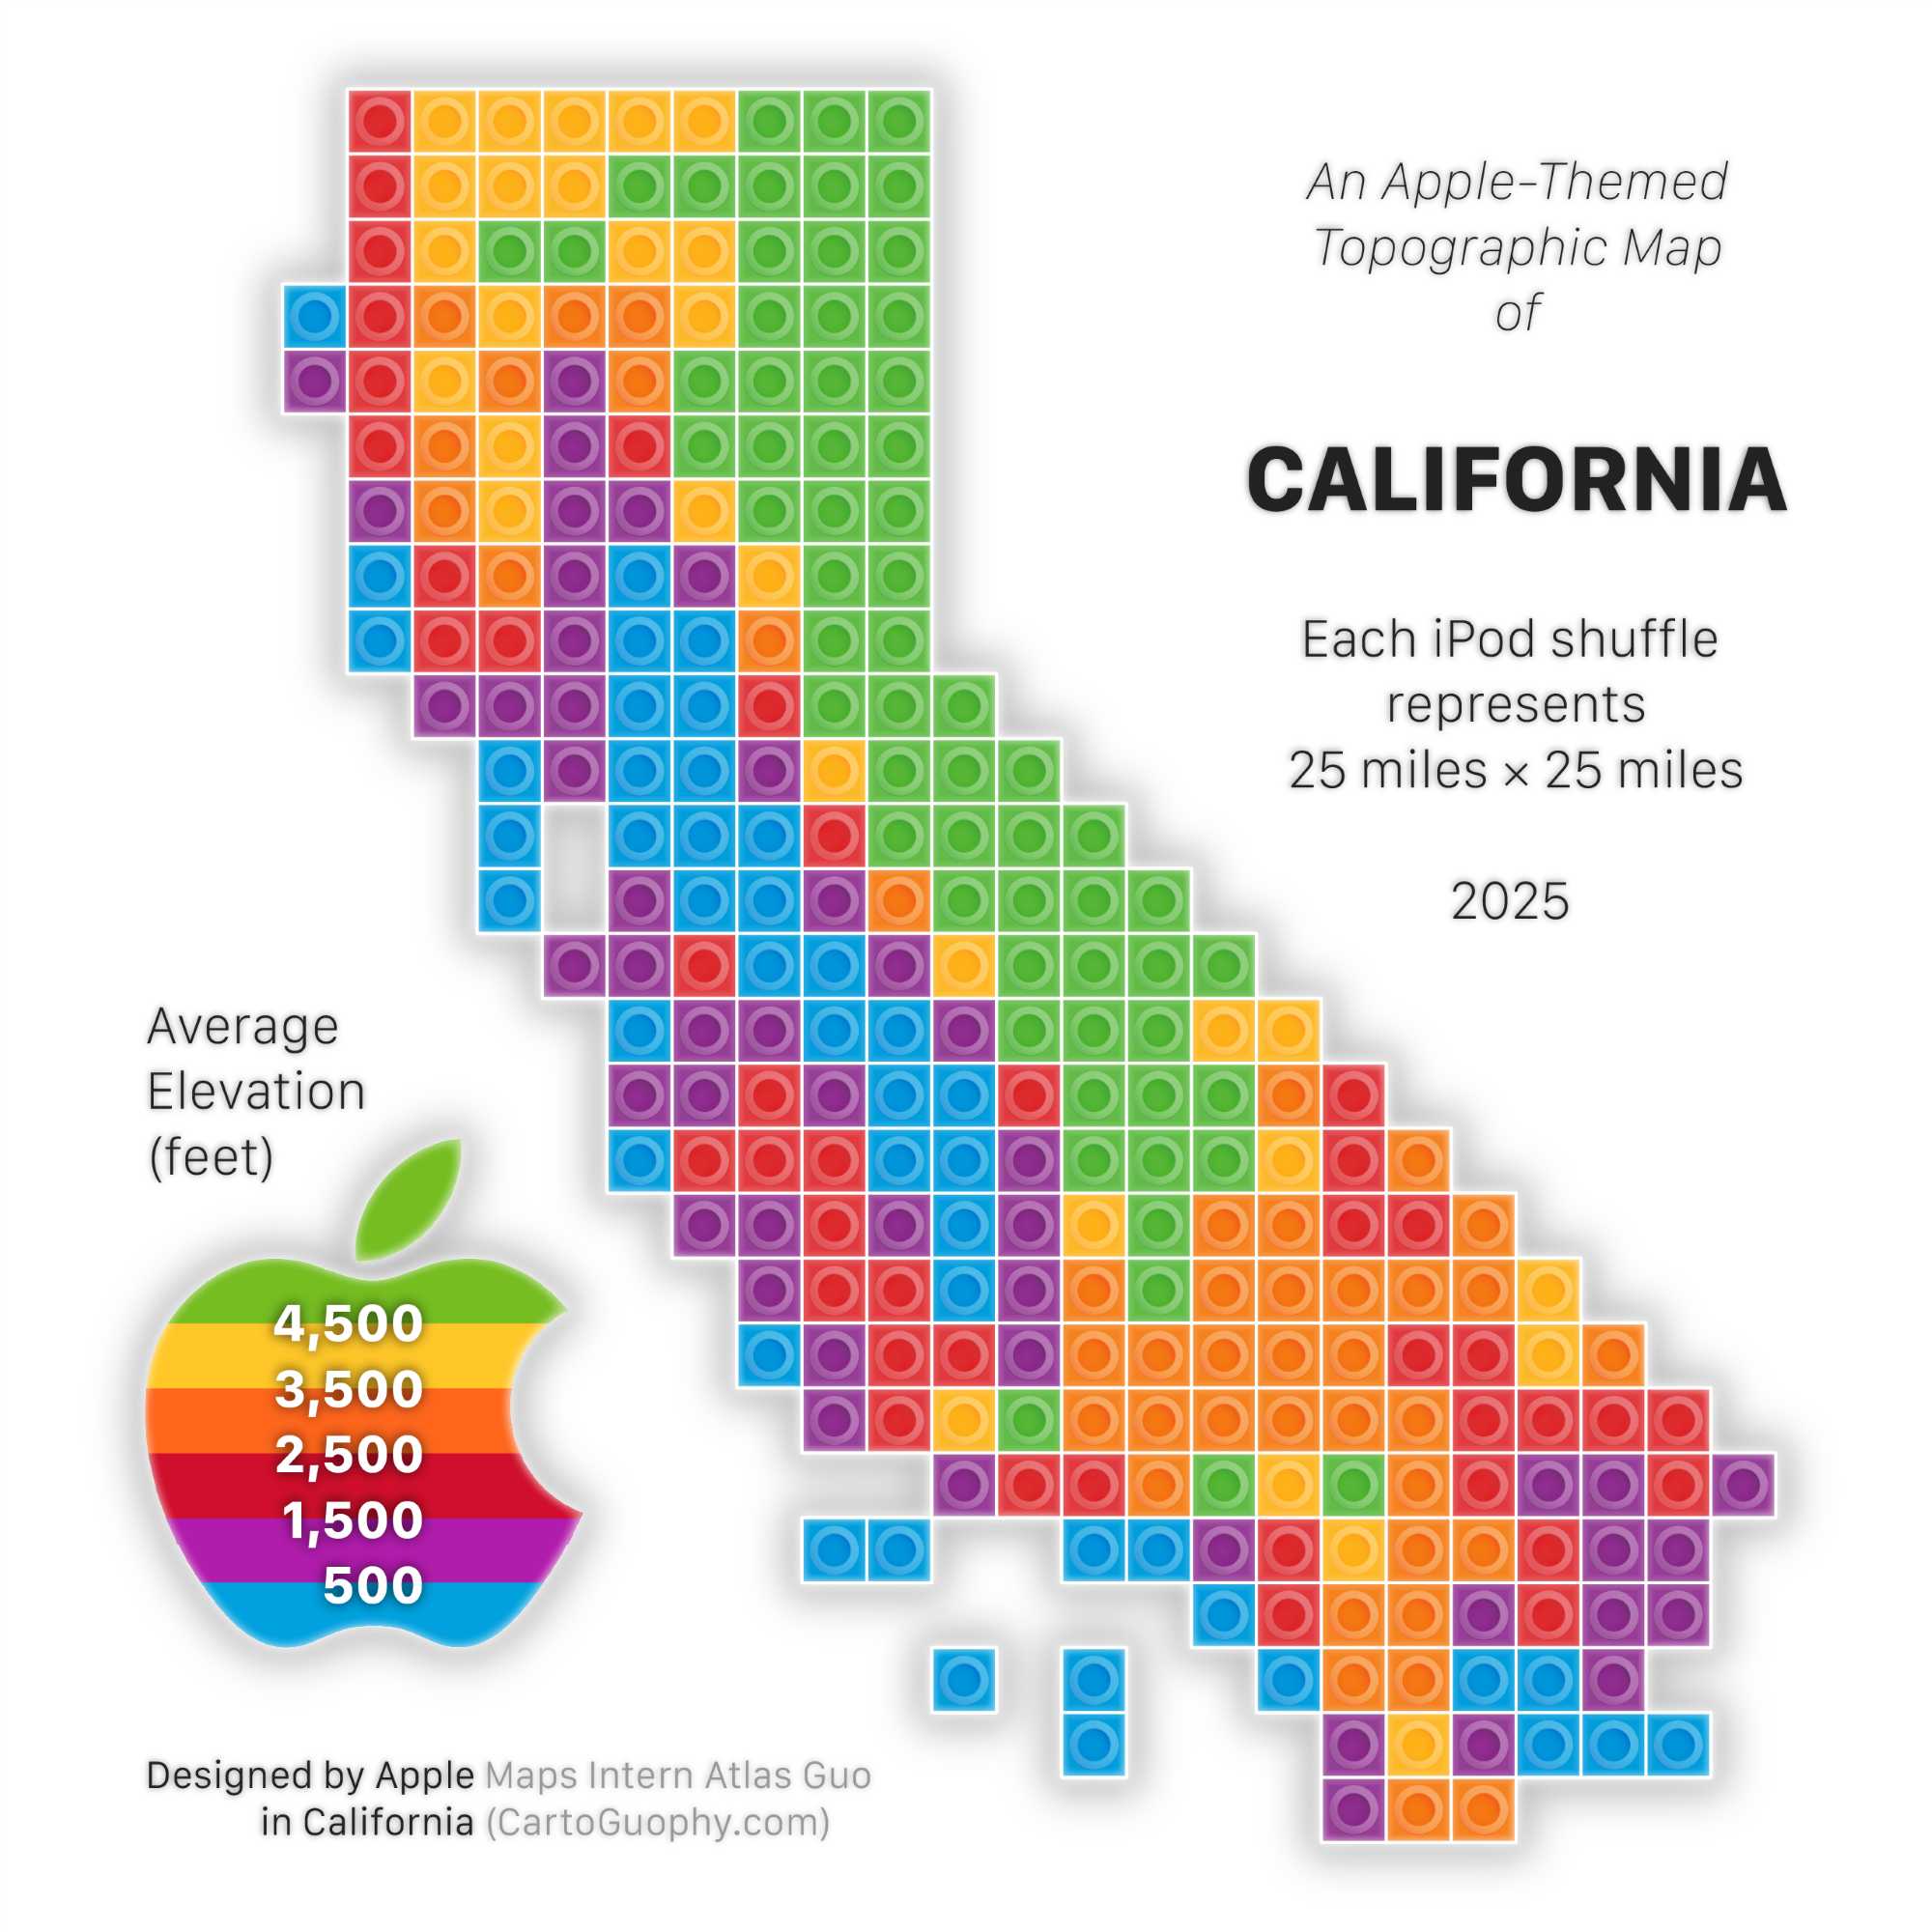 An Apple-Themed
Topographic Map
of
CALIFORNIA
Each iPod shuffle
represents
25 miles × 25 miles
2025
Average
Elevation
(feet)
4,500
3,500
2,500
1,500
500
Designed by Apple Maps Intern Atlas Guo
in California (CartoGuophy.com)